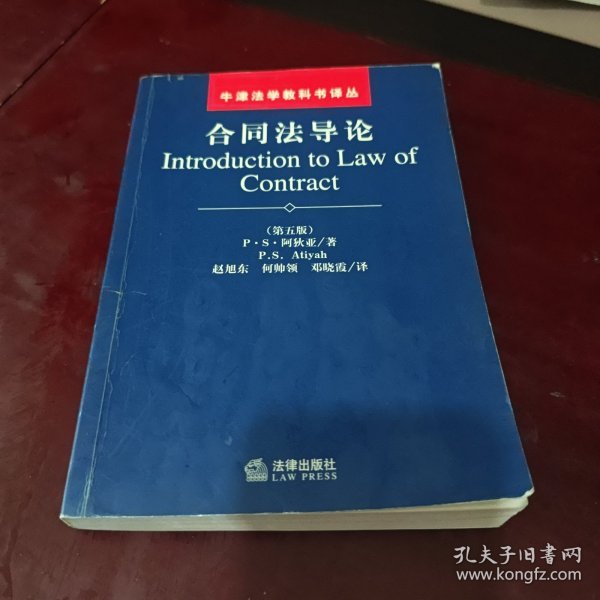 牛津法学教科书译丛
合同法导论
Introduction to Law of
Contract
(第五版)
P·S·阿狄亚/著
P.S. Atiyah
赵旭东 何帅领 邓晓霞/译
法律出版社
LAW PRESS
孔夫子旧书网
www.kongfz.com